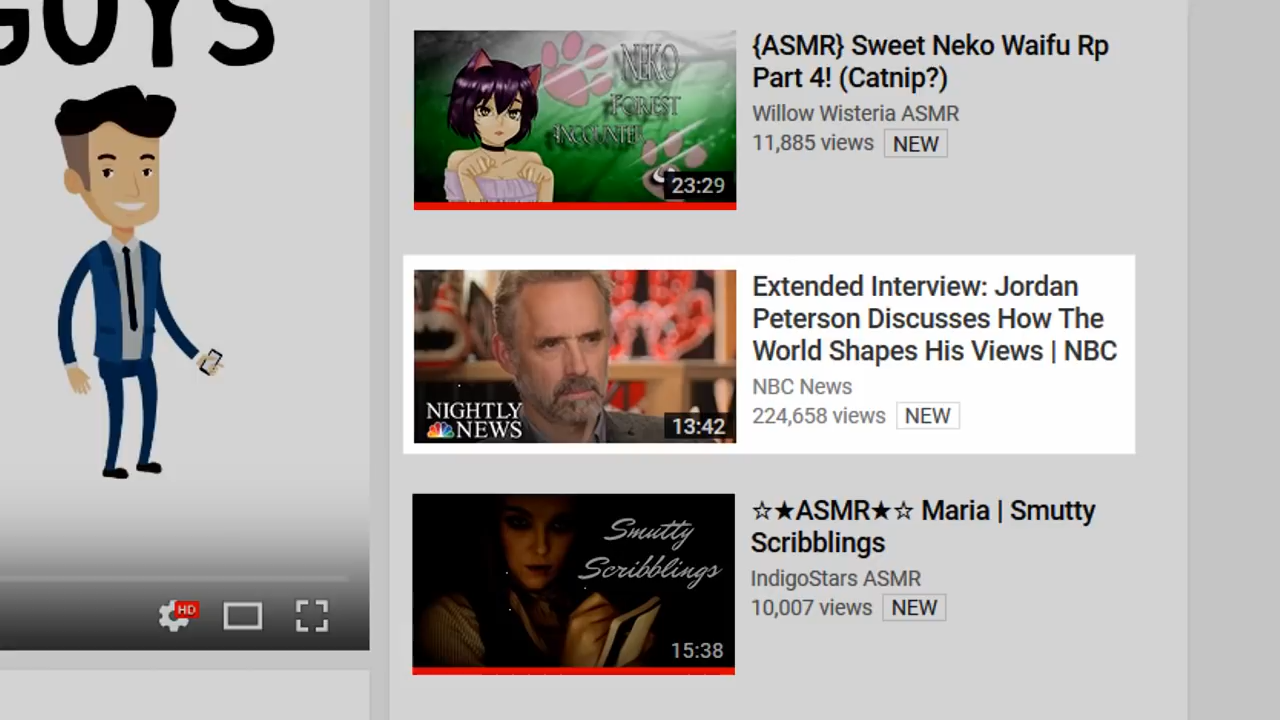 GUYS
HD
NEKO
FOREST
ENCOUNTER
23:29
{ASMR} Sweet Neko Waifu Rp
Part 4! (Catnip?)
Willow Wisteria ASMR
11,885 views NEW
NIGHTLY
NEWS
13:42
Extended Interview: Jordan
Peterson Discusses How The
World Shapes His Views | NBC
NBC News
224,658 views NEW
Smutty
Scribblings
15:38
☆★ASMR★☆ Maria | Smutty
Scribblings
IndigoStars ASMR
10,007 views NEW